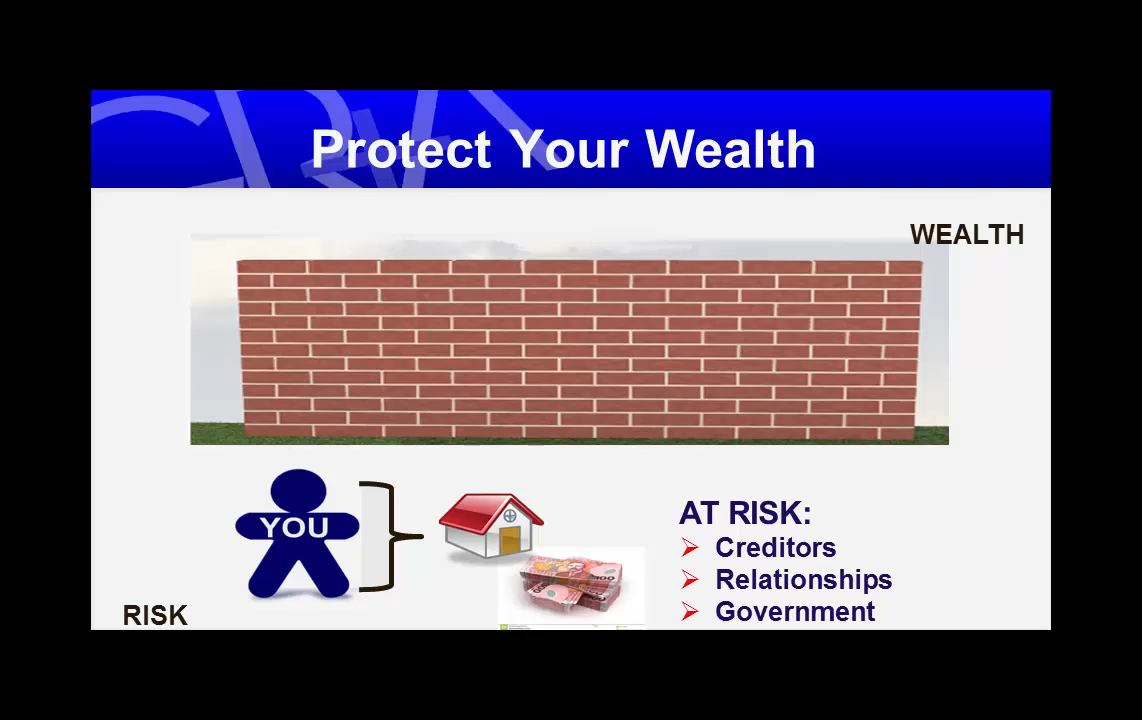 Protect Your Wealth
WEALTH
YOU
AT RISK:
Creditors
Relationships
Government
RISK